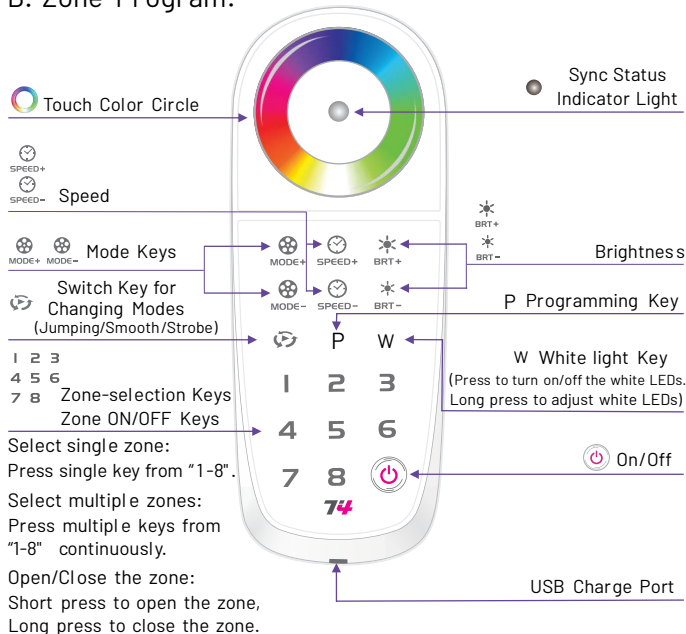 B. Zone Program:
Touch Color Circle
Sync Status
Indicator Light
SPEED+
SPEED-
Speed
BRT+
BRT-
Brightness
MODE+ MODE-
Mode Keys
MODE+ SPEED+ BRT+
MODE- SPEED- BRT-
Switch Key for
Changing Modes
(Jumping/Smooth/Strobe)
P Programming Key
P W
W White light Key
(Press to turn on/off the white LEDs.
Long press to adjust white LEDs)
1 2 3
4 5 6
7 8
Zone-selection Keys
Zone ON/OFF Keys
1 2 3
4 5 6
7 8
T4
On/Off
Select single zone:
Press single key from "1-8".
Select multiple zones:
Press multiple keys from
"1-8" continuously.
Open/Close the zone:
Short press to open the zone,
Long press to close the zone.
USB Charge Port